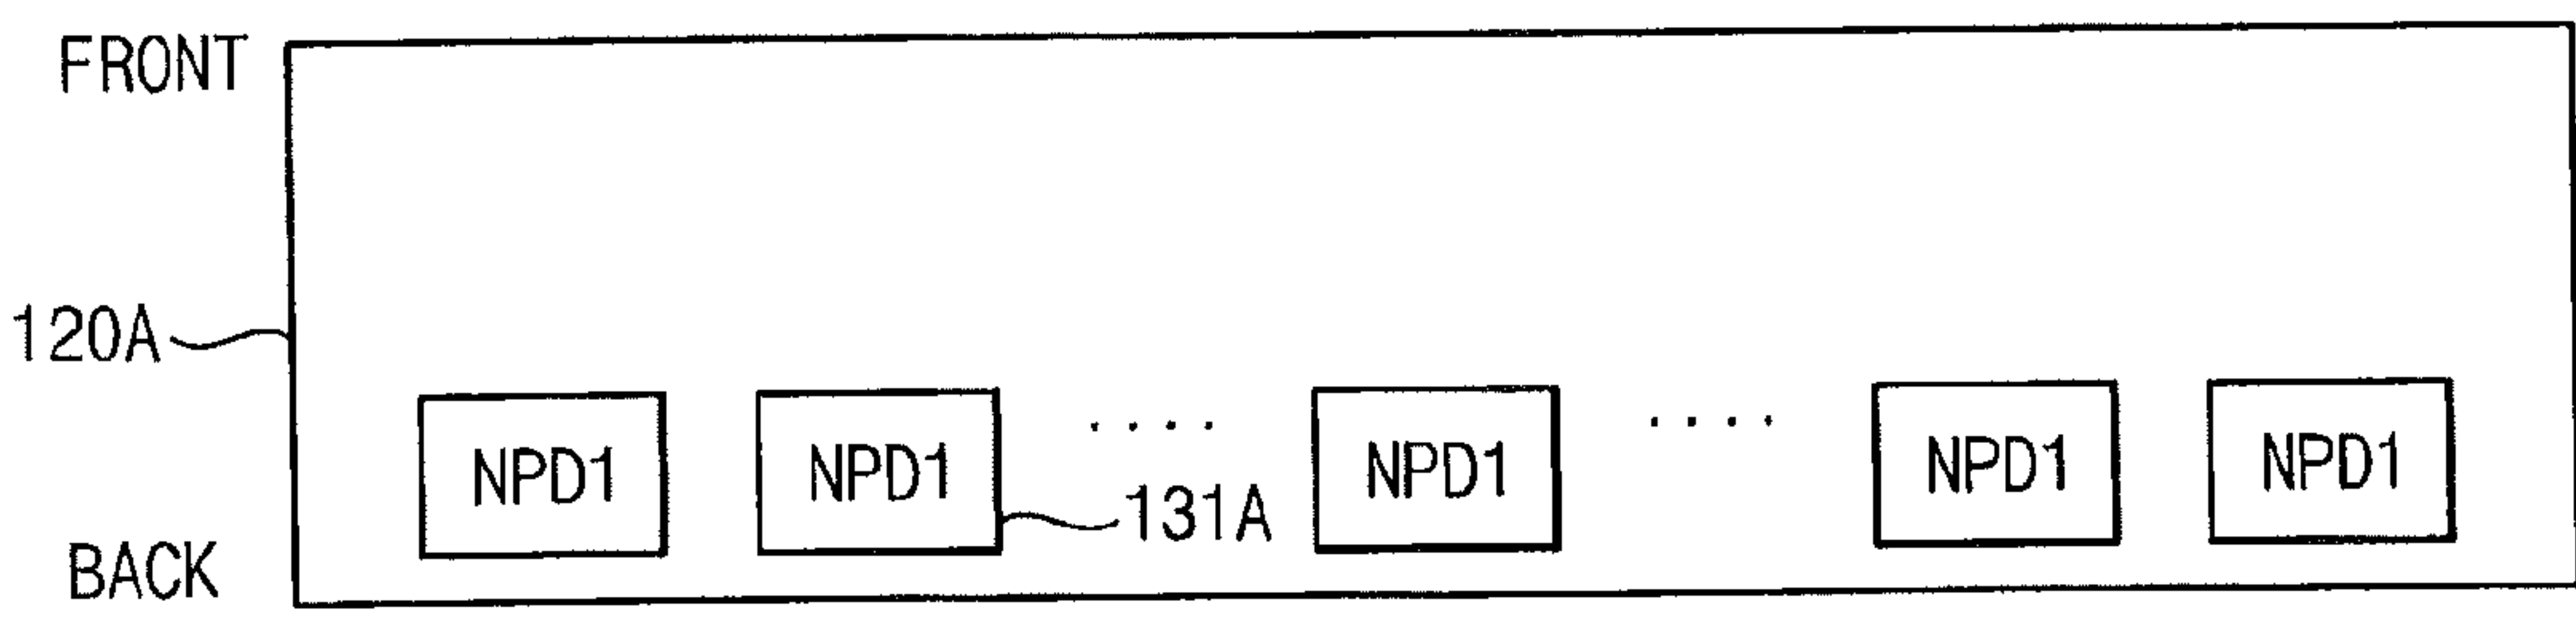 FRONT
120A
NPD1 NPD1 .... NPD1 .... NPD1 NPD1
131A
BACK